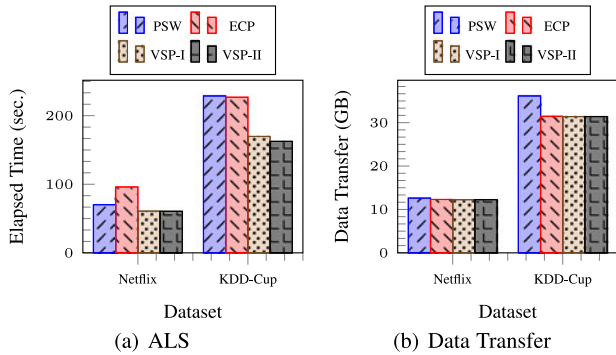 PSW ECP
VSP-I VSP-II
Elapsed Time (sec.)
200
100
0
Netflix KDD-Cup
Dataset
(a) ALS
PSW ECP
VSP-I VSP-II
Data Transfer (GB)
30
20
10
0
Netflix KDD-Cup
Dataset
(b) Data Transfer